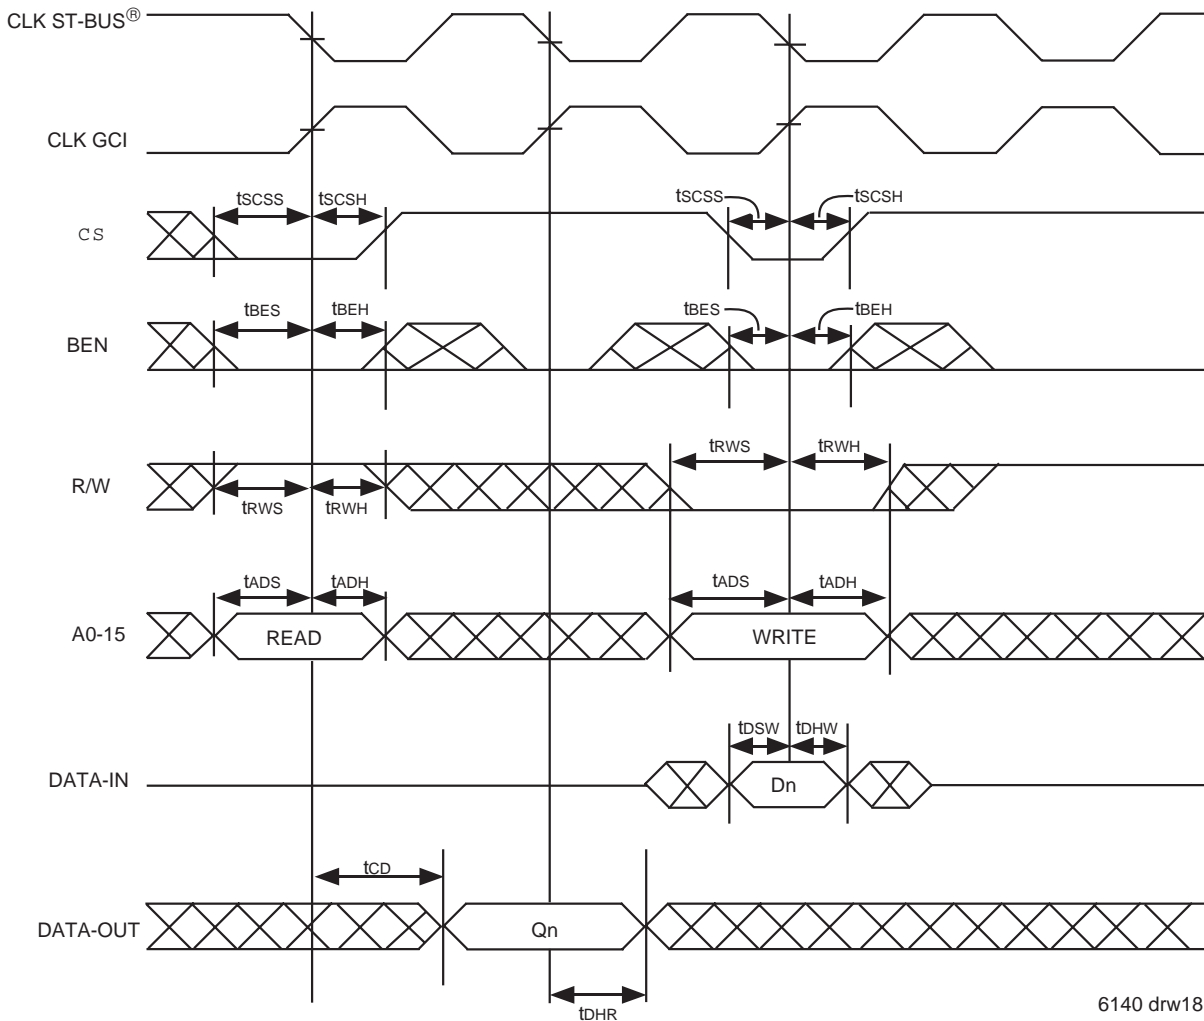 CLK ST-BUS®
CLK GCI
tSCSS tSCSH tSCSS tSCSH
CS
tBES tBEH tBES tBEH
BEN
tRWS tRWH
R/W
tRWS tRWH
tADS tADH tADS tADH
A0-15 READ WRITE
tDSW tDHW
DATA-IN Dn
tCD
DATA-OUT Qn
tDHR
6140 drw18